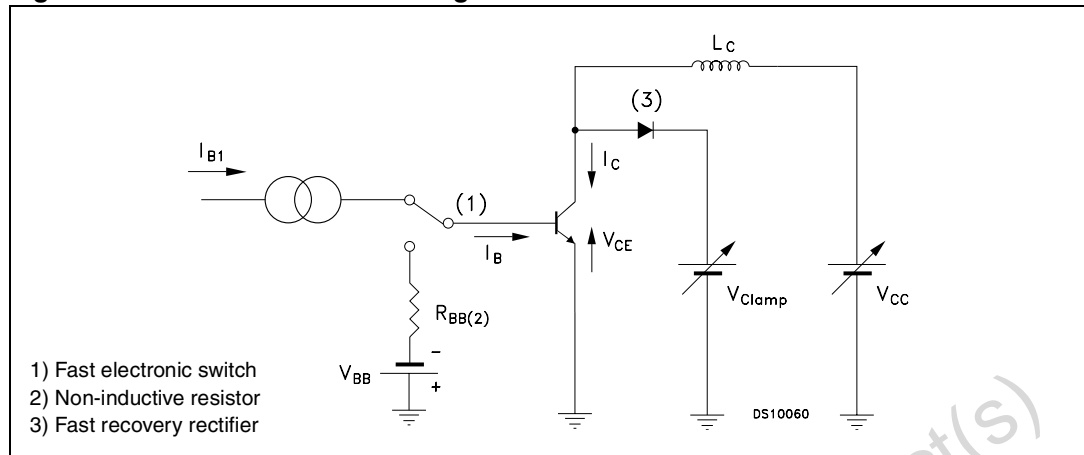 L_C
(3)
I_B1
I_C
(1)
I_B
V_CE
V_Clamp
V_CC
R_BB(2)
1) Fast electronic switch
V_BB
-
+
2) Non-inductive resistor
3) Fast recovery rectifier
DS10060